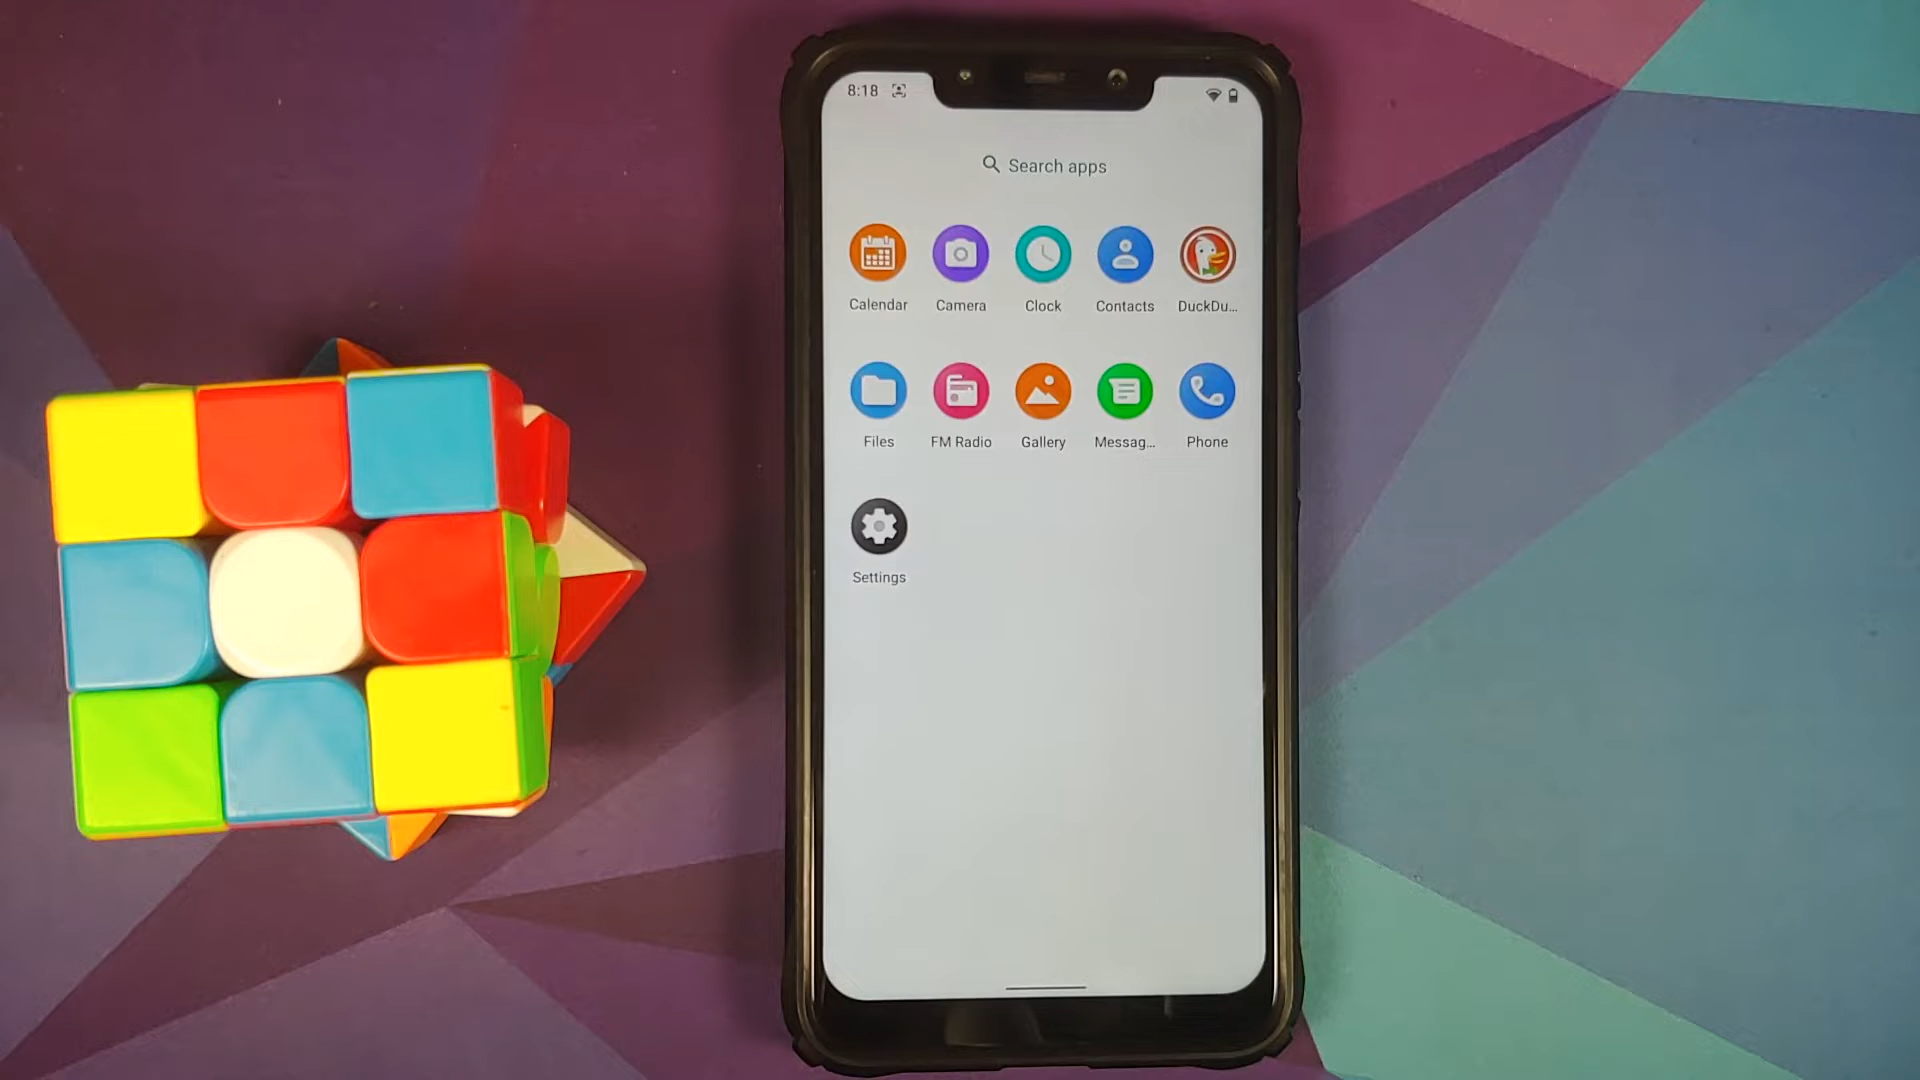 8:18
Search apps
Calendar Camera Clock Contacts DuckDu...
Files FM Radio Gallery Messag... Phone
Settings